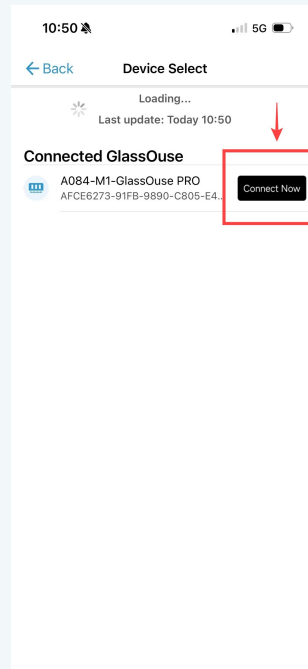 10:50
5G
Back
Device Select
Loading...
Last update: Today 10:50
Connected GlassOuse
A084-M1-GlassOuse PRO
AFCE6273-91FB-9890-C805-E4..
Connect Now